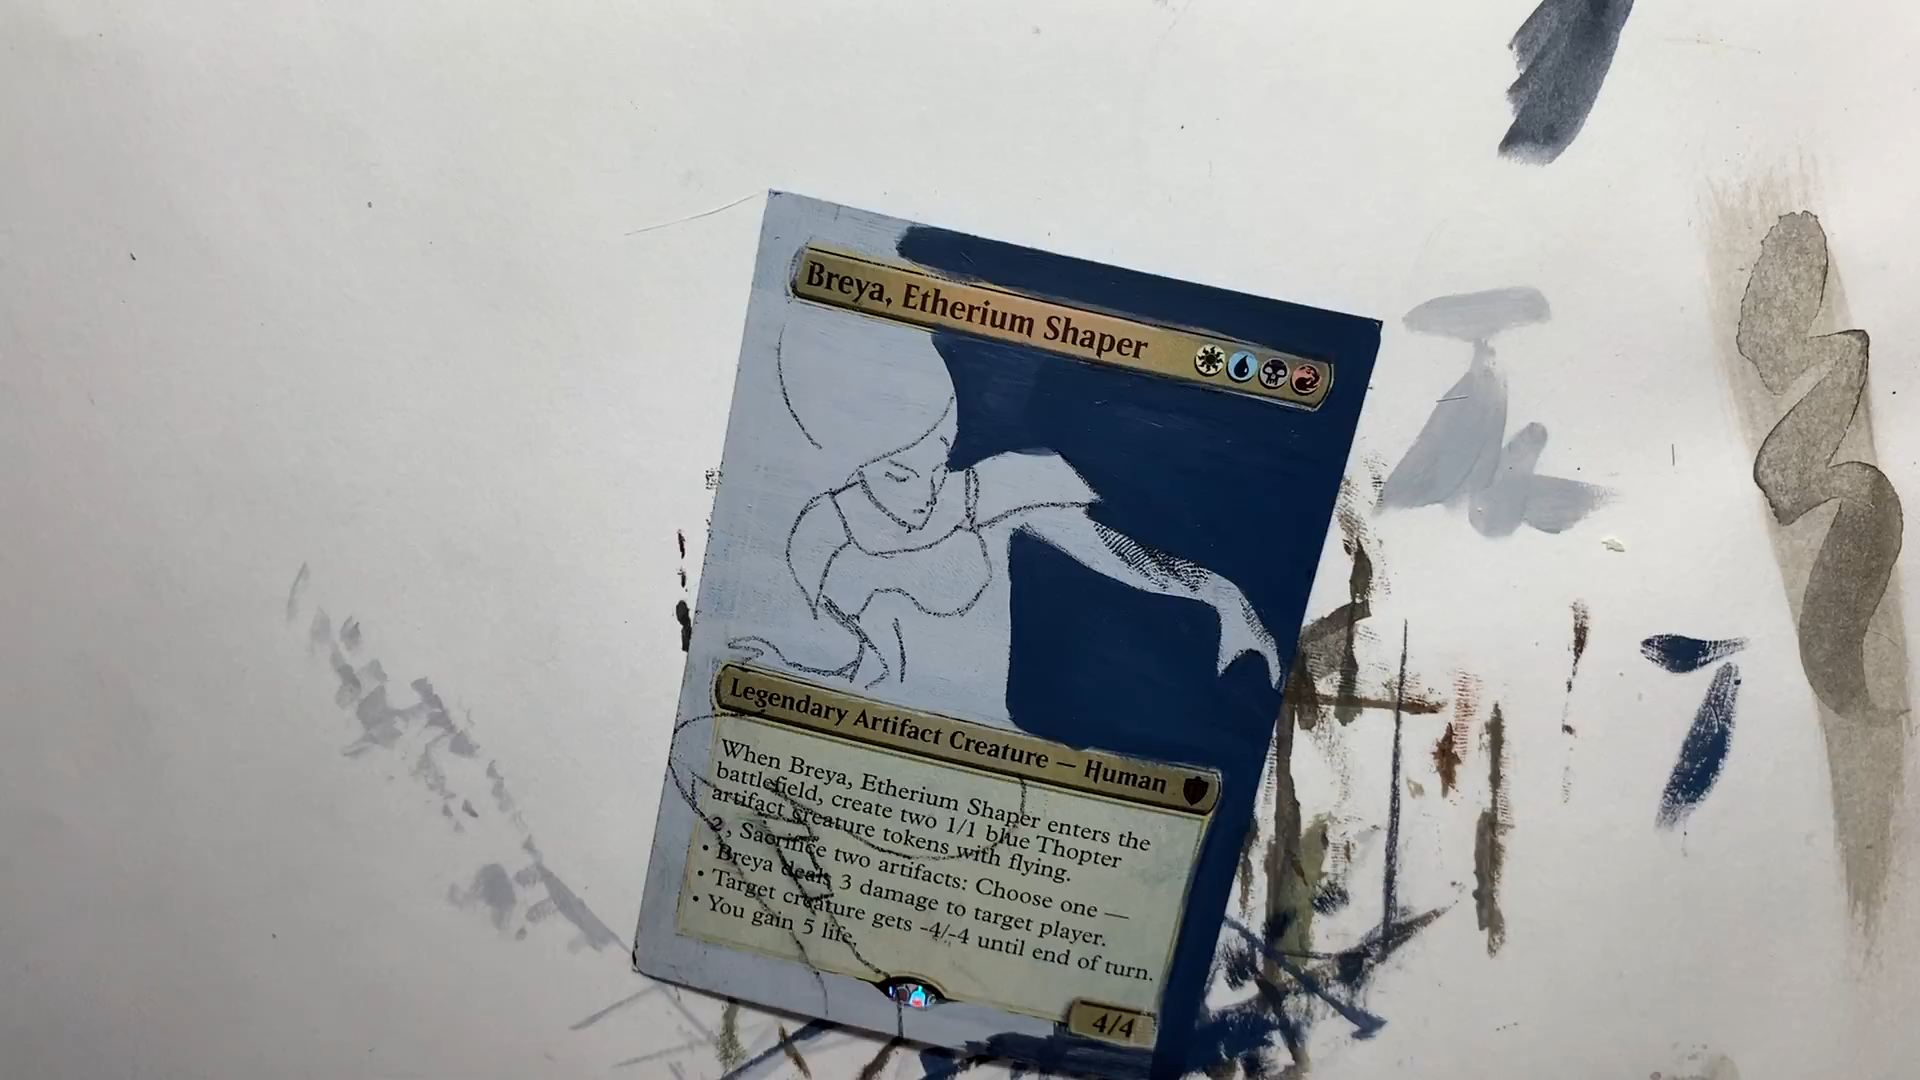 Breya, Etherium Shaper
Legendary Artifact Creature — Human
When Breya, Etherium Shaper enters the
battlefield, create two 1/1 blue Thopter
artifact creature tokens with flying.
2, Sacrifice two artifacts: Choose one —
• Breya deals 3 damage to target player.
• Target creature gets -4/-4 until end of turn.
• You gain 5 life.
4/4